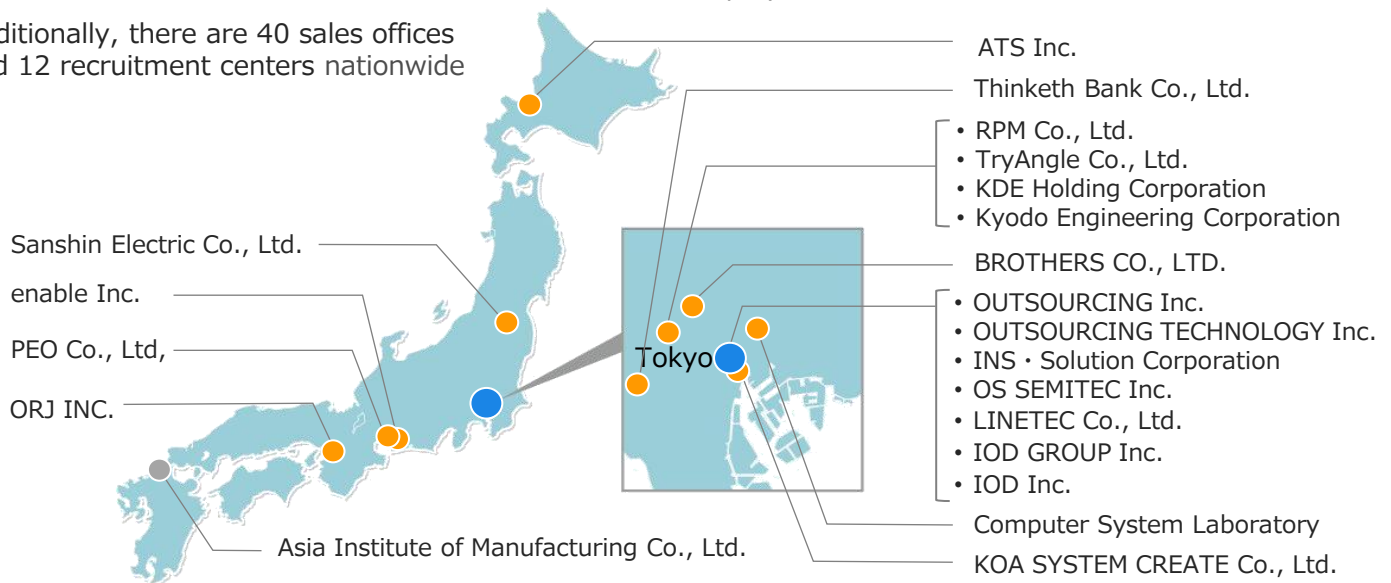 ditionally, there are 40 sales offices
d 12 recruitment centers nationwide
ATS Inc.
Thinketh Bank Co., Ltd.
• RPM Co., Ltd.
• TryAngle Co., Ltd.
• KDE Holding Corporation
• Kyodo Engineering Corporation
Sanshin Electric Co., Ltd.
BROTHERS CO., LTD.
enable Inc.
• OUTSOURCING Inc.
• OUTSOURCING TECHNOLOGY Inc.
PEO Co., Ltd,
Tokyo
• INS・Solution Corporation
• OS SEMITEC Inc.
ORJ INC.
• LINETEC Co., Ltd.
• IOD GROUP Inc.
• IOD Inc.
Computer System Laboratory
Asia Institute of Manufacturing Co., Ltd.
KOA SYSTEM CREATE Co., Ltd.